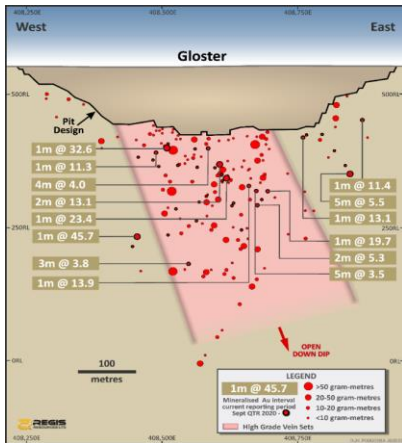 408,250E 408,500E 408,750E
West East
Gloster
500RL 500RL
Pit
Design
1m @ 32.6
1m @ 11.3
4m @ 4.0
2m @ 13.1
1m @ 23.4
1m @ 45.7
3m @ 3.8
1m @ 13.9
1m @ 11.4
5m @ 5.5
1m @ 13.1
1m @ 19.7
2m @ 5.3
5m @ 3.5
250RL 250RL
OPEN
DOWN DIP
0RL 0RL
100
metres
LEGEND
1m @ 45.7
Mineralised Au Interval
current reporting period
Sept QTR 2020 -
>50 gram-metres
20-50 gram-metres
10-20 gram-metres
<10 gram-metres
High Grade Vein Sets
REGIS
408,250E 408,500E 408,750E